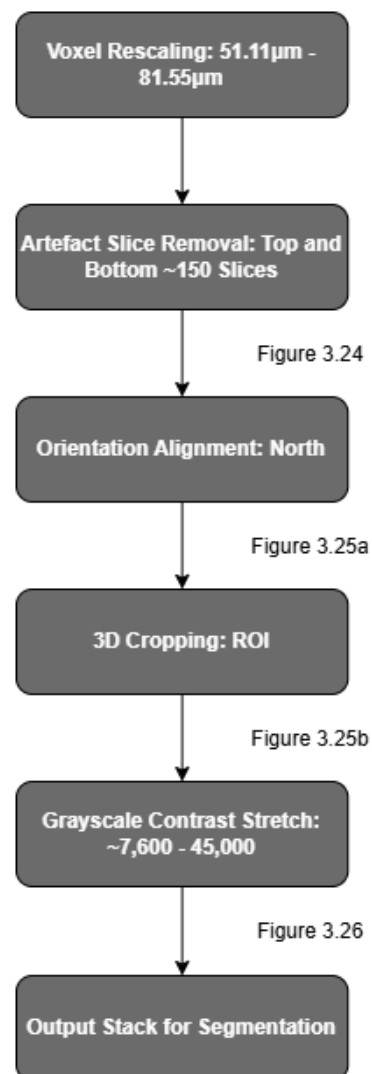 Voxel Rescaling: 51.11µm -
81.55µm
Artefact Slice Removal: Top and
Bottom ~150 Slices
Figure 3.24
Orientation Alignment: North
Figure 3.25a
3D Cropping: ROI
Figure 3.25b
Grayscale Contrast Stretch:
~7,600 - 45,000
Figure 3.26
Output Stack for Segmentation